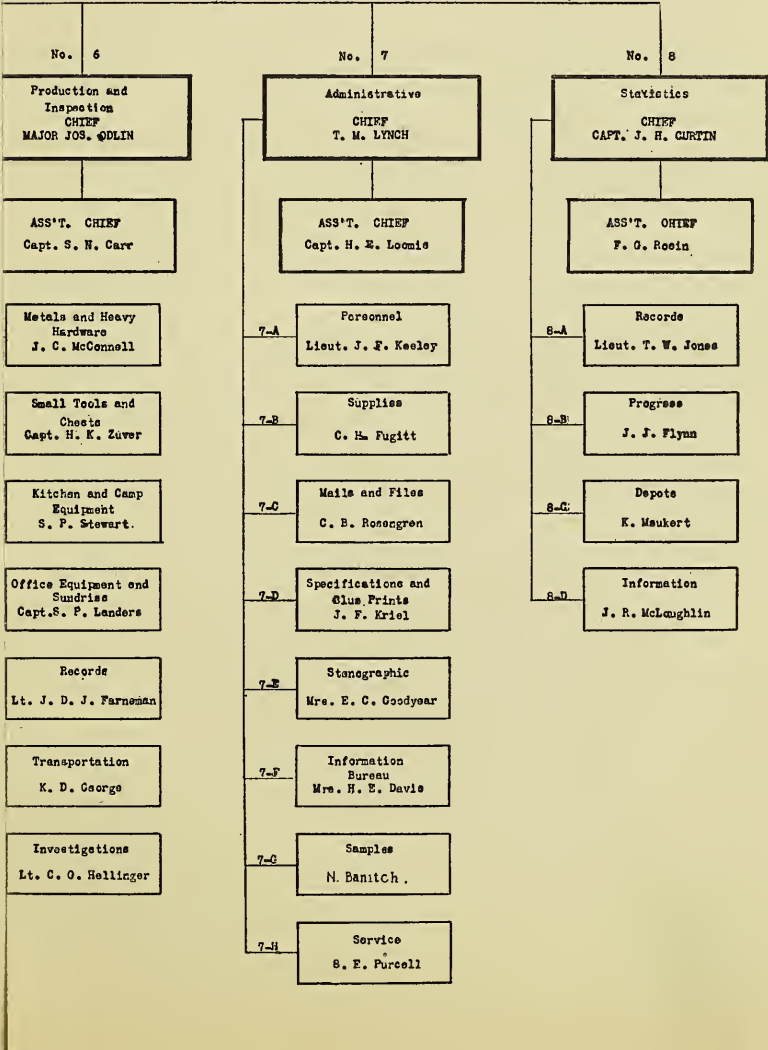 No. 6
Production and
Inspection
CHIEF
MAJOR JOS. ODLIN
ASS'T. CHIEF
Capt. S. N. Carr
Metals and Heavy
Hardware
J. C. McConnell
Small Tools and
Chests
Capt. H. K. Zuver
Kitchen and Camp
Equipment
S. P. Stewart.
Office Equipment and
Sundries
Capt. S. P. Landers
Records
Lt. J. D. J. Farneman
Transportation
K. D. George
Investigations
Lt. C. O. Hellinger
No. 7
Administrative
CHIEF
T. M. LYNCH
ASS'T. CHIEF
Capt. H. E. Loomis
7-A
Personnel
Lieut. J. F. Keeley
7-B
Supplies
C. H. Fugitt
7-C
Mails and Files
C. B. Rosengren
7-D
Specifications and
Blue Prints
J. F. Kriel
7-E
Stenographic
Mrs. E. C. Goodyear
7-F
Information
Bureau
Mrs. H. E. Davis
7-G
Samples
N. Banitch.
7-H
Service
S. E. Purcell
No. 8
Statistics
CHIEF
CAPT. J. H. CURTIN
ASS'T. CHIEF
F. G. Rosin
8-A
Records
Lieut. T. W. Jones
8-B
Progress
J. J. Flynn
8-C
Depots
K. Maukert
8-D
Information
J. R. McLaughlin